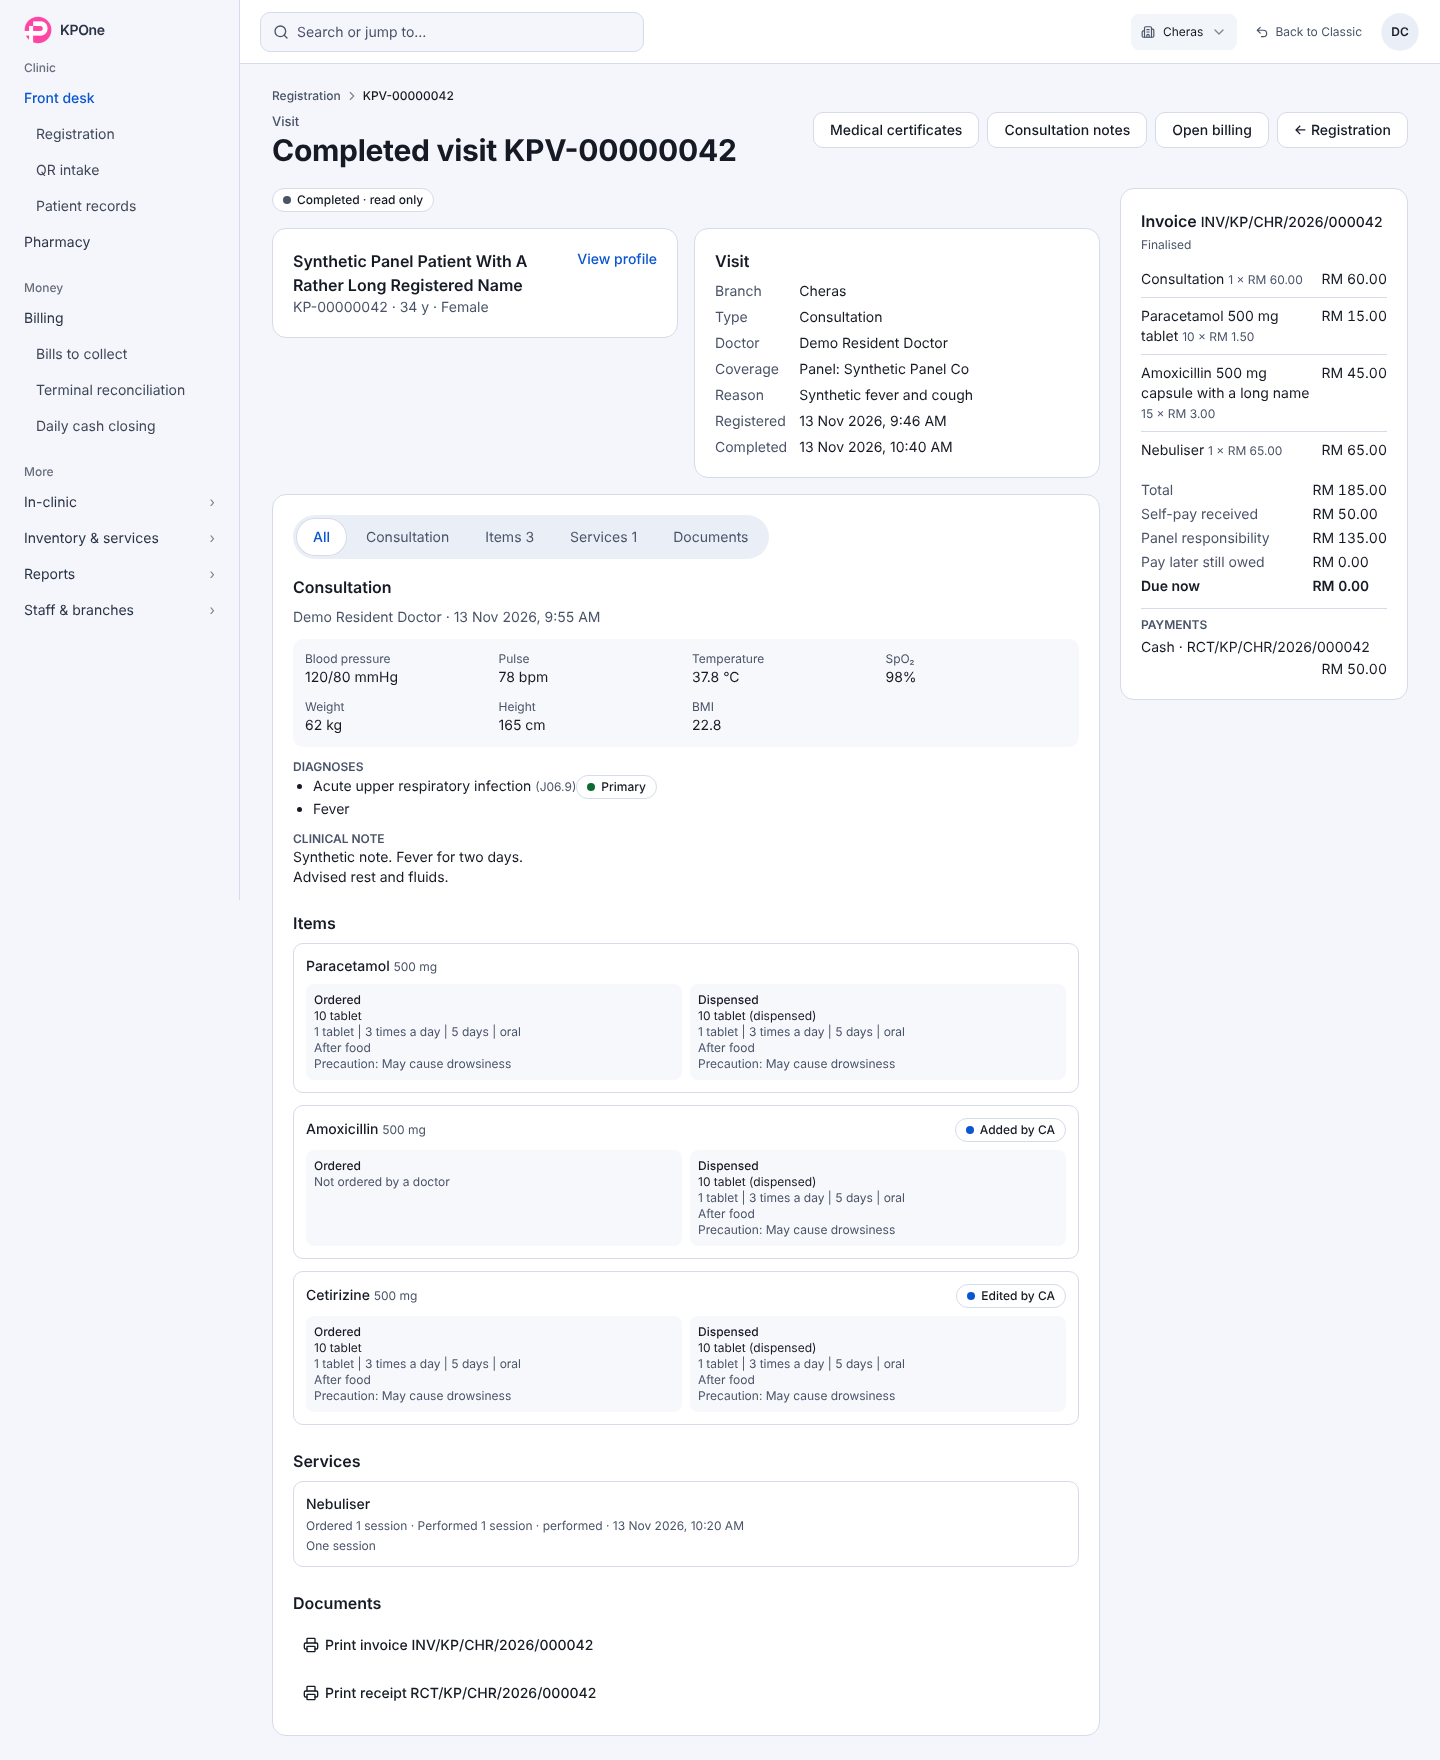 KPOne
Clinic
Front desk
Registration
QR intake
Patient records
Pharmacy
Money
Billing
Bills to collect
Terminal reconciliation
Daily cash closing
More
In-clinic
Inventory & services
Reports
Staff & branches
Search or jump to...
Cheras
Back to Classic
DC
Registration > KPV-00000042
Visit
Completed visit KPV-00000042
Medical certificates
Consultation notes
Open billing
← Registration
Completed · read only
Synthetic Panel Patient With A
Rather Long Registered Name
View profile
KP-00000042 · 34 y · Female
Visit
Branch Cheras
Type Consultation
Doctor Demo Resident Doctor
Coverage Panel: Synthetic Panel Co
Reason Synthetic fever and cough
Registered 13 Nov 2026, 9:46 AM
Completed 13 Nov 2026, 10:40 AM
All
Consultation
Items 3
Services 1
Documents
Consultation
Demo Resident Doctor · 13 Nov 2026, 9:55 AM
Blood pressure Pulse Temperature SpO₂
120/80 mmHg 78 bpm 37.8 °C 98%
Weight Height BMI
62 kg 165 cm 22.8
DIAGNOSES
• Acute upper respiratory infection (J06.9) Primary
• Fever
CLINICAL NOTE
Synthetic note. Fever for two days.
Advised rest and fluids.
Items
Paracetamol 500 mg
Ordered
10 tablet
1 tablet | 3 times a day | 5 days | oral
After food
Precaution: May cause drowsiness
Dispensed
10 tablet (dispensed)
1 tablet | 3 times a day | 5 days | oral
After food
Precaution: May cause drowsiness
Amoxicillin 500 mg
Added by CA
Ordered
Not ordered by a doctor
Dispensed
10 tablet (dispensed)
1 tablet | 3 times a day | 5 days | oral
After food
Precaution: May cause drowsiness
Cetirizine 500 mg
Edited by CA
Ordered
10 tablet
1 tablet | 3 times a day | 5 days | oral
After food
Precaution: May cause drowsiness
Dispensed
10 tablet (dispensed)
1 tablet | 3 times a day | 5 days | oral
After food
Precaution: May cause drowsiness
Services
Nebuliser
Ordered 1 session · Performed 1 session · performed · 13 Nov 2026, 10:20 AM
One session
Documents
Print invoice INV/KP/CHR/2026/000042
Print receipt RCT/KP/CHR/2026/000042
Invoice INV/KP/CHR/2026/000042
Finalised
Consultation 1 × RM 60.00 RM 60.00
Paracetamol 500 mg RM 15.00
tablet 10 × RM 1.50
Amoxicillin 500 mg RM 45.00
capsule with a long name
15 × RM 3.00
Nebuliser 1 × RM 65.00 RM 65.00
Total RM 185.00
Self-pay received RM 50.00
Panel responsibility RM 135.00
Pay later still owed RM 0.00
Due now RM 0.00
PAYMENTS
Cash · RCT/KP/CHR/2026/000042
RM 50.00